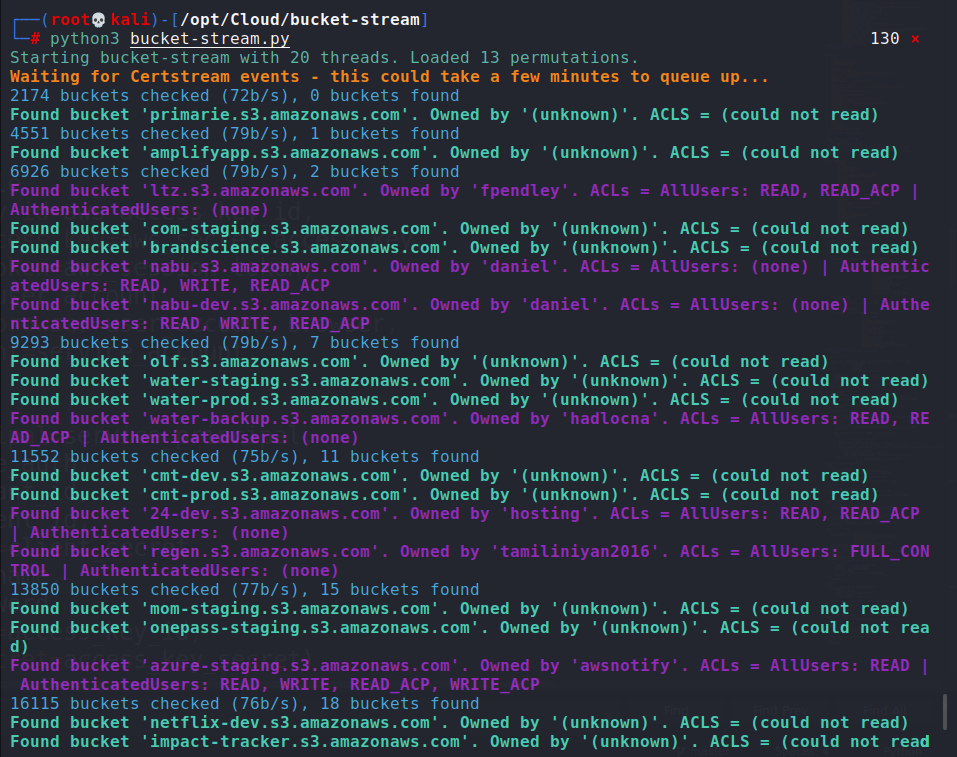 ┌──(root💀kali)-[/opt/Cloud/bucket-stream]
└─# python3 bucket-stream.py 130 ⨯
Starting bucket-stream with 20 threads. Loaded 13 permutations.
Waiting for Certstream events - this could take a few minutes to queue up...
2174 buckets checked (72b/s), 0 buckets found
Found bucket 'primarie.s3.amazonaws.com'. Owned by '(unknown)'. ACLS = (could not read)
4551 buckets checked (79b/s), 1 buckets found
Found bucket 'amplifyapp.s3.amazonaws.com'. Owned by '(unknown)'. ACLS = (could not read)
6926 buckets checked (79b/s), 2 buckets found
Found bucket 'ltz.s3.amazonaws.com'. Owned by 'fpendley'. ACLs = AllUsers: READ, READ_ACP |
AuthenticatedUsers: (none)
Found bucket 'com-staging.s3.amazonaws.com'. Owned by '(unknown)'. ACLS = (could not read)
Found bucket 'brandscience.s3.amazonaws.com'. Owned by '(unknown)'. ACLS = (could not read)
Found bucket 'nabu.s3.amazonaws.com'. Owned by 'daniel'. ACLs = AllUsers: (none) | Authentic
atedUsers: READ, WRITE, READ_ACP
Found bucket 'nabu-dev.s3.amazonaws.com'. Owned by 'daniel'. ACLs = AllUsers: (none) | Authe
nticatedUsers: READ, WRITE, READ_ACP
9293 buckets checked (79b/s), 7 buckets found
Found bucket 'olf.s3.amazonaws.com'. Owned by '(unknown)'. ACLS = (could not read)
Found bucket 'water-staging.s3.amazonaws.com'. Owned by '(unknown)'. ACLS = (could not read)
Found bucket 'water-prod.s3.amazonaws.com'. Owned by '(unknown)'. ACLS = (could not read)
Found bucket 'water-backup.s3.amazonaws.com'. Owned by 'hadlocna'. ACLs = AllUsers: READ, RE
AD_ACP | AuthenticatedUsers: (none)
11552 buckets checked (75b/s), 11 buckets found
Found bucket 'cmt-dev.s3.amazonaws.com'. Owned by '(unknown)'. ACLS = (could not read)
Found bucket 'cmt-prod.s3.amazonaws.com'. Owned by '(unknown)'. ACLS = (could not read)
Found bucket '24-dev.s3.amazonaws.com'. Owned by 'hosting'. ACLs = AllUsers: READ, READ_ACP
| AuthenticatedUsers: (none)
Found bucket 'regen.s3.amazonaws.com'. Owned by 'tamiliniyan2016'. ACLs = AllUsers: FULL_CON
TROL | AuthenticatedUsers: (none)
13850 buckets checked (77b/s), 15 buckets found
Found bucket 'mom-staging.s3.amazonaws.com'. Owned by '(unknown)'. ACLS = (could not read)
Found bucket 'onepass-staging.s3.amazonaws.com'. Owned by '(unknown)'. ACLS = (could not rea
d)
Found bucket 'azure-staging.s3.amazonaws.com'. Owned by 'awsnotify'. ACLs = AllUsers: READ |
AuthenticatedUsers: READ, WRITE, READ_ACP, WRITE_ACP
16115 buckets checked (76b/s), 18 buckets found
Found bucket 'netflix-dev.s3.amazonaws.com'. Owned by '(unknown)'. ACLS = (could not read)
Found bucket 'impact-tracker.s3.amazonaws.com'. Owned by '(unknown)'. ACLS = (could not read